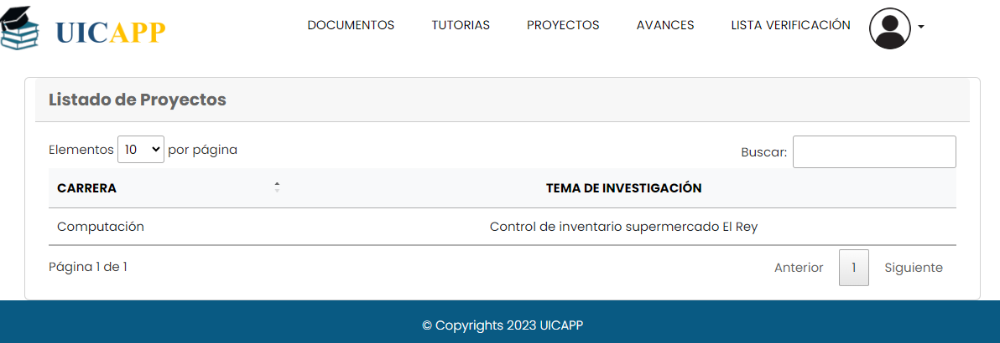 UICAPP DOCUMENTOS TUTORIAS PROYECTOS AVANCES LISTA VERIFICACIÓN
Listado de Proyectos
Elementos 10 por página Buscar:
CARRERA TEMA DE INVESTIGACIÓN
Computación Control de inventario supermercado El Rey
Página 1 de 1 Anterior 1 Siguiente
© Copyrights 2023 UICAPP